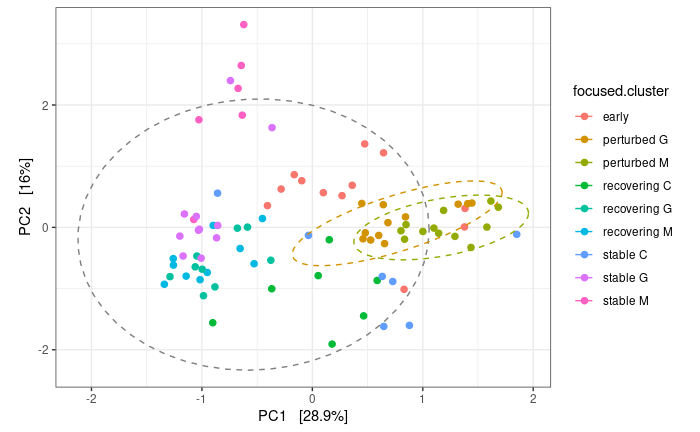 focused.cluster
early
perturbed G
perturbed M
recovering C
recovering G
recovering M
stable C
stable G
stable M
PC2 [16%]
2
0
-2
-2
-1
0
1
2
PC1 [28.9%]